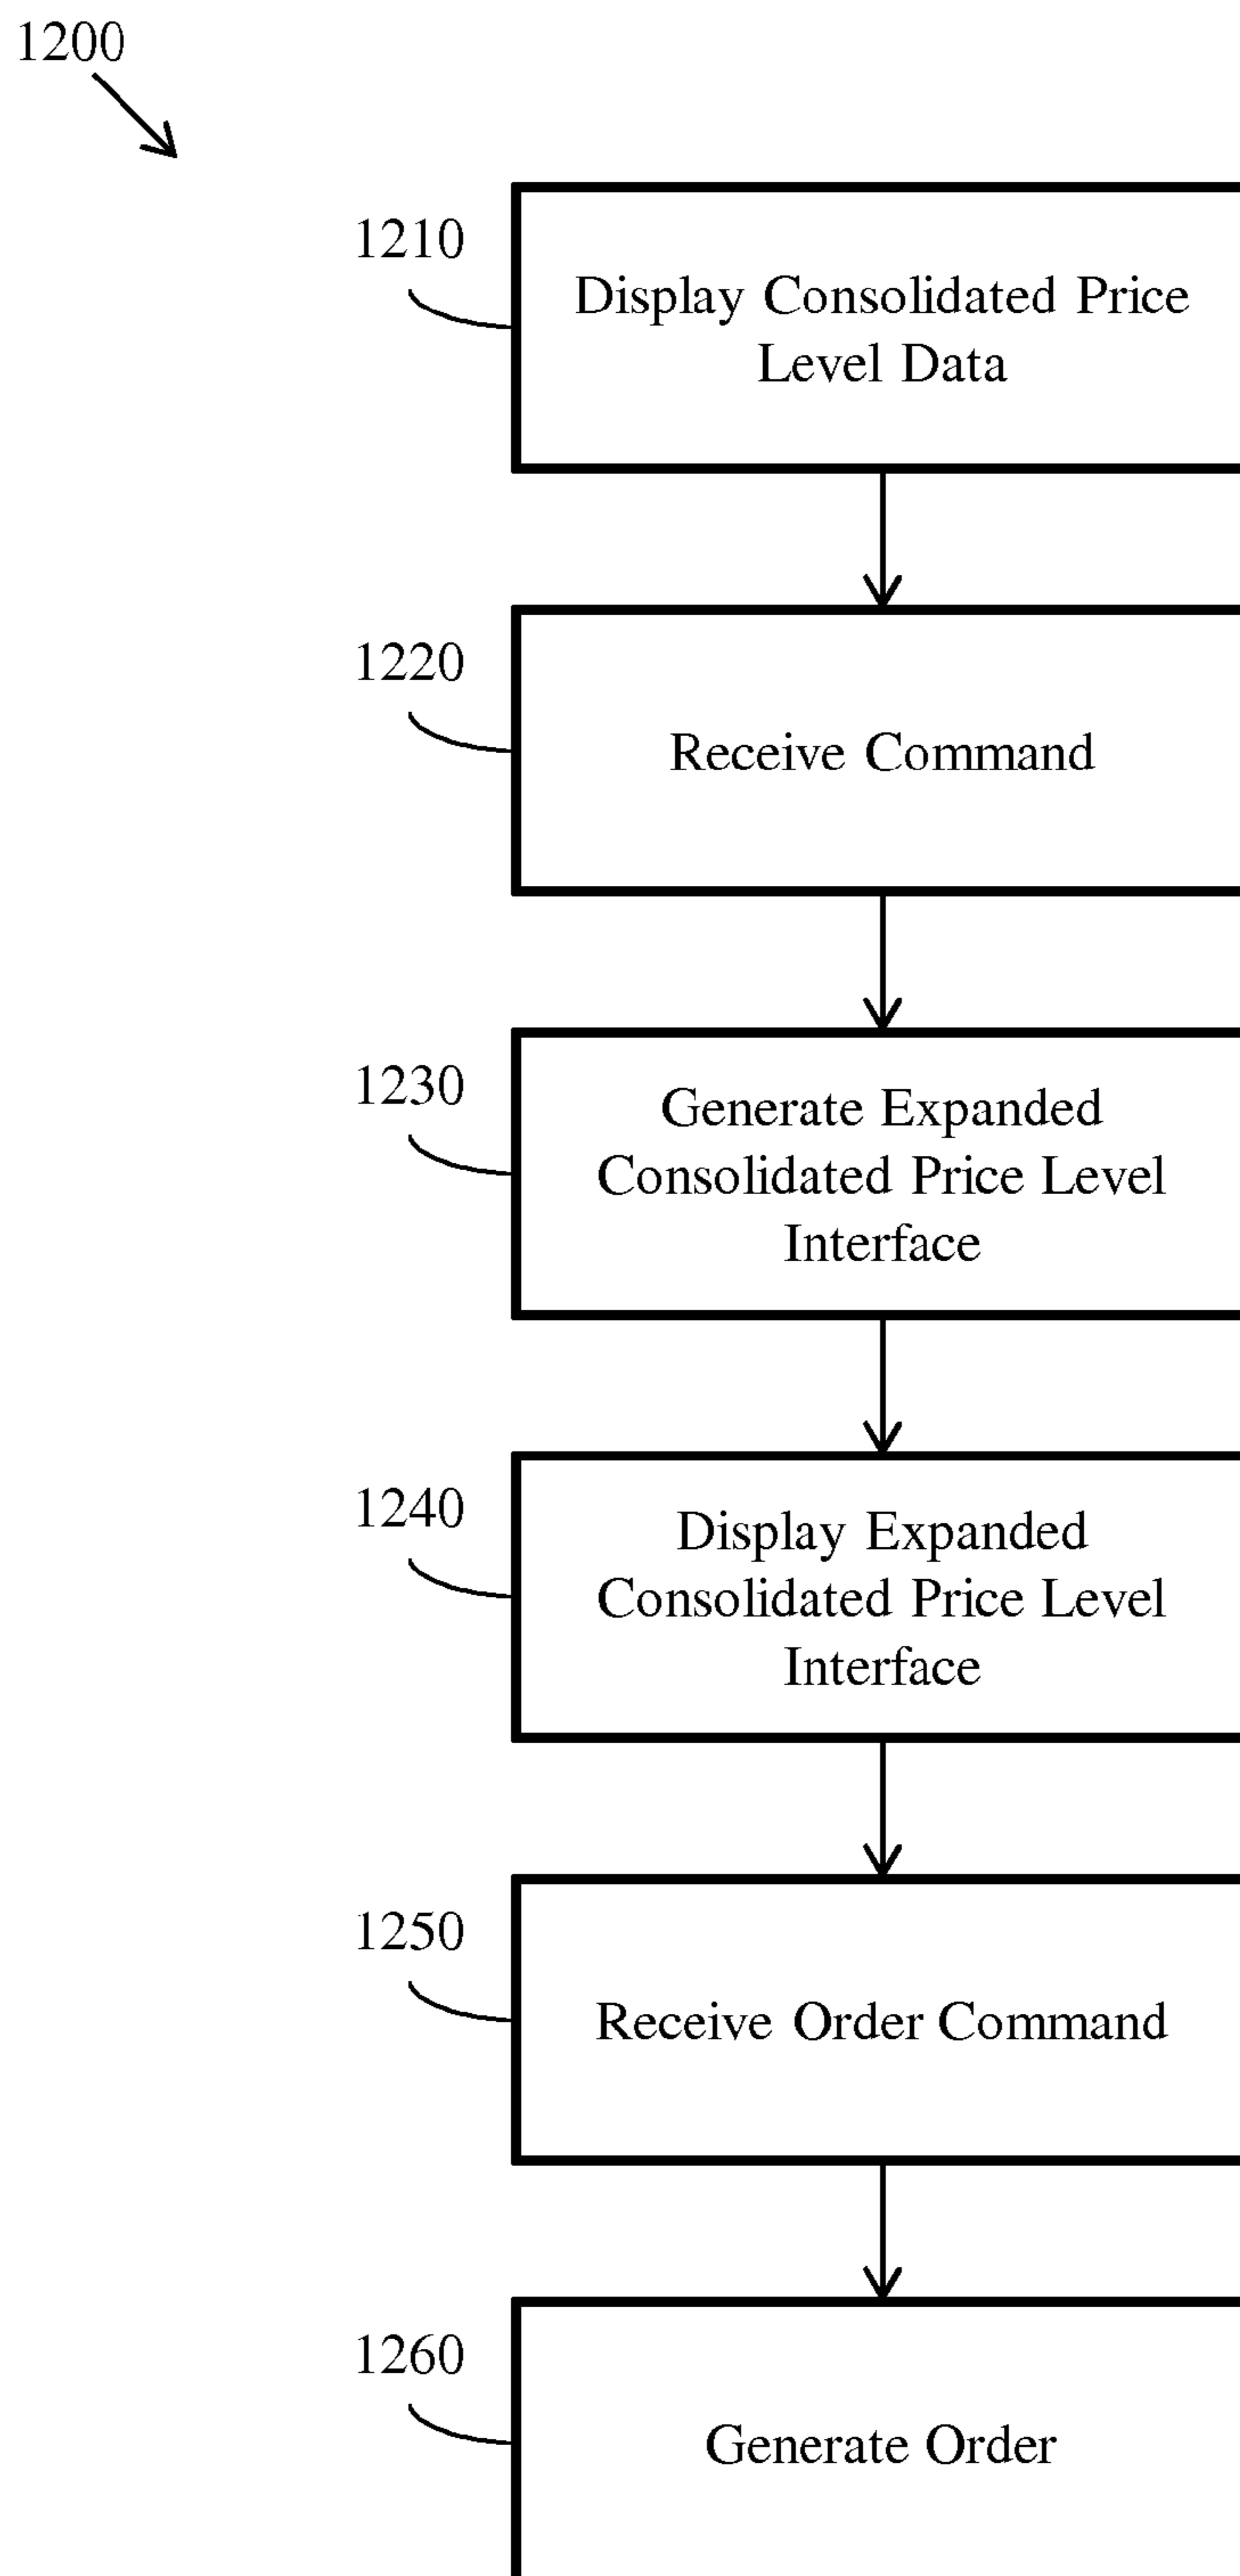 1200
1210
Display Consolidated Price
Level Data
1220
Receive Command
1230
Generate Expanded
Consolidated Price Level
Interface
1240
Display Expanded
Consolidated Price Level
Interface
1250
Receive Order Command
1260
Generate Order